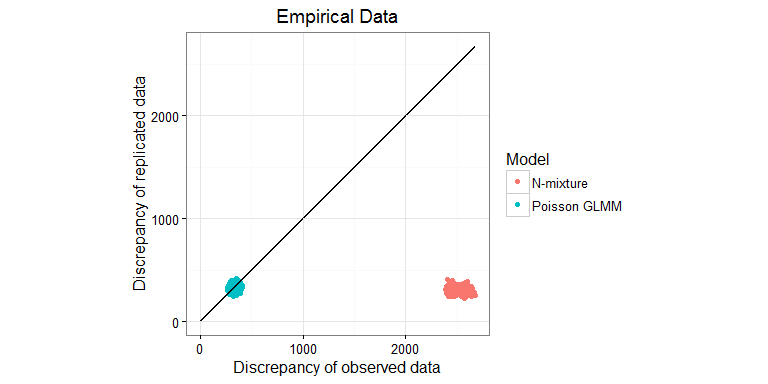 Empirical Data
Discrepancy of replicated data
2000
1000
0
0 1000 2000
Discrepancy of observed data
Model
N-mixture
Poisson GLMM